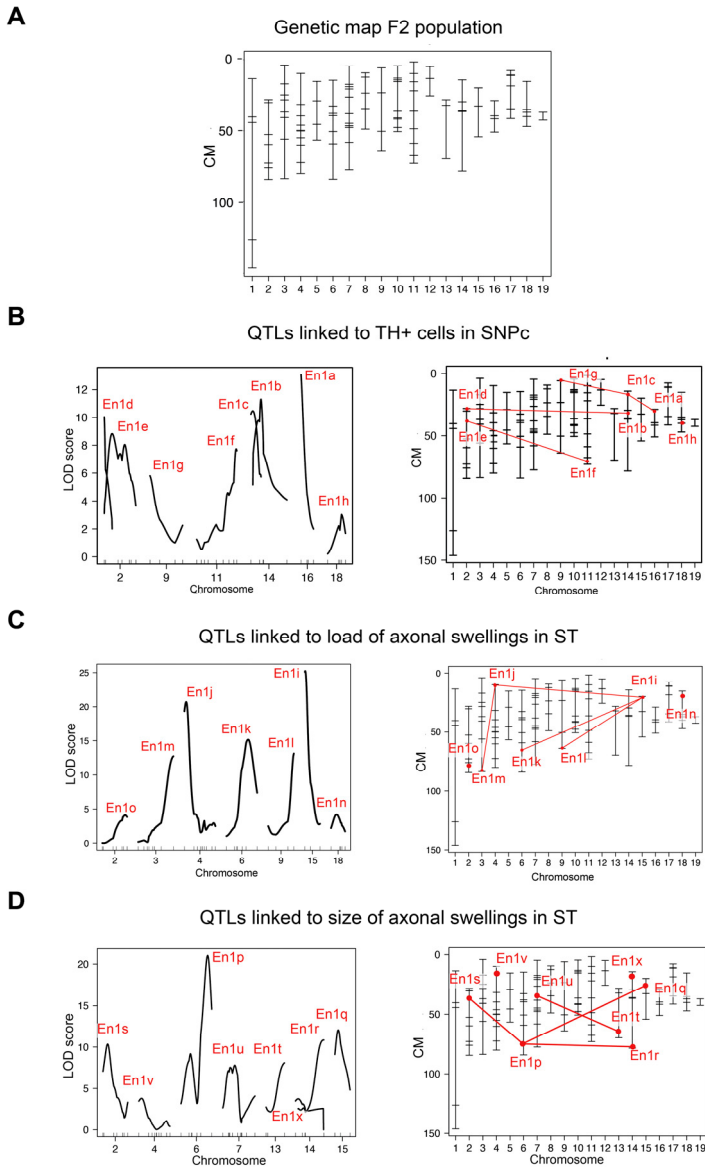 A
Genetic map F2 population
0
50
100
CM
1 2 3 4 5 6 7 8 9 10 11 12 13 14 15 16 17 18 19
B
QTLs linked to TH+ cells in SNPc
12
10
8
6
4
2
0
LOD score
En1d
En1e
En1g
En1f
En1c
En1b
En1a
En1h
2 9 11 14 16 18
Chromosome
0
50
100
150
CM
En1g
En1c
En1d
En1a
En1e
En1b
En1h
En1f
1 2 3 4 5 6 7 8 9 10 11 12 13 14 15 16 17 18 19
Chromosome
C
QTLs linked to load of axonal swellings in ST
25
20
15
10
5
0
LOD score
En1i
En1j
En1k
En1m
En1l
En1o
En1n
2 3 4 6 9 15 18
Chromosome
0
50
100
150
CM
En1j
En1i
En1n
En1o
En1k
En1l
En1m
1 2 3 4 5 6 7 8 9 10 11 12 13 14 15 16 17 18 19
Chromosome
D
QTLs linked to size of axonal swellings in ST
20
15
10
5
0
LOD score
En1p
En1s
En1q
En1r
En1u
En1t
En1v
En1x
2 4 6 7 13 14 15
Chromosome
0
50
100
150
CM
En1v
En1x
En1s
En1u
En1q
En1t
En1p
En1r
1 2 3 4 5 6 7 8 9 10 11 12 13 14 15 16 17 18 19
Chromosome